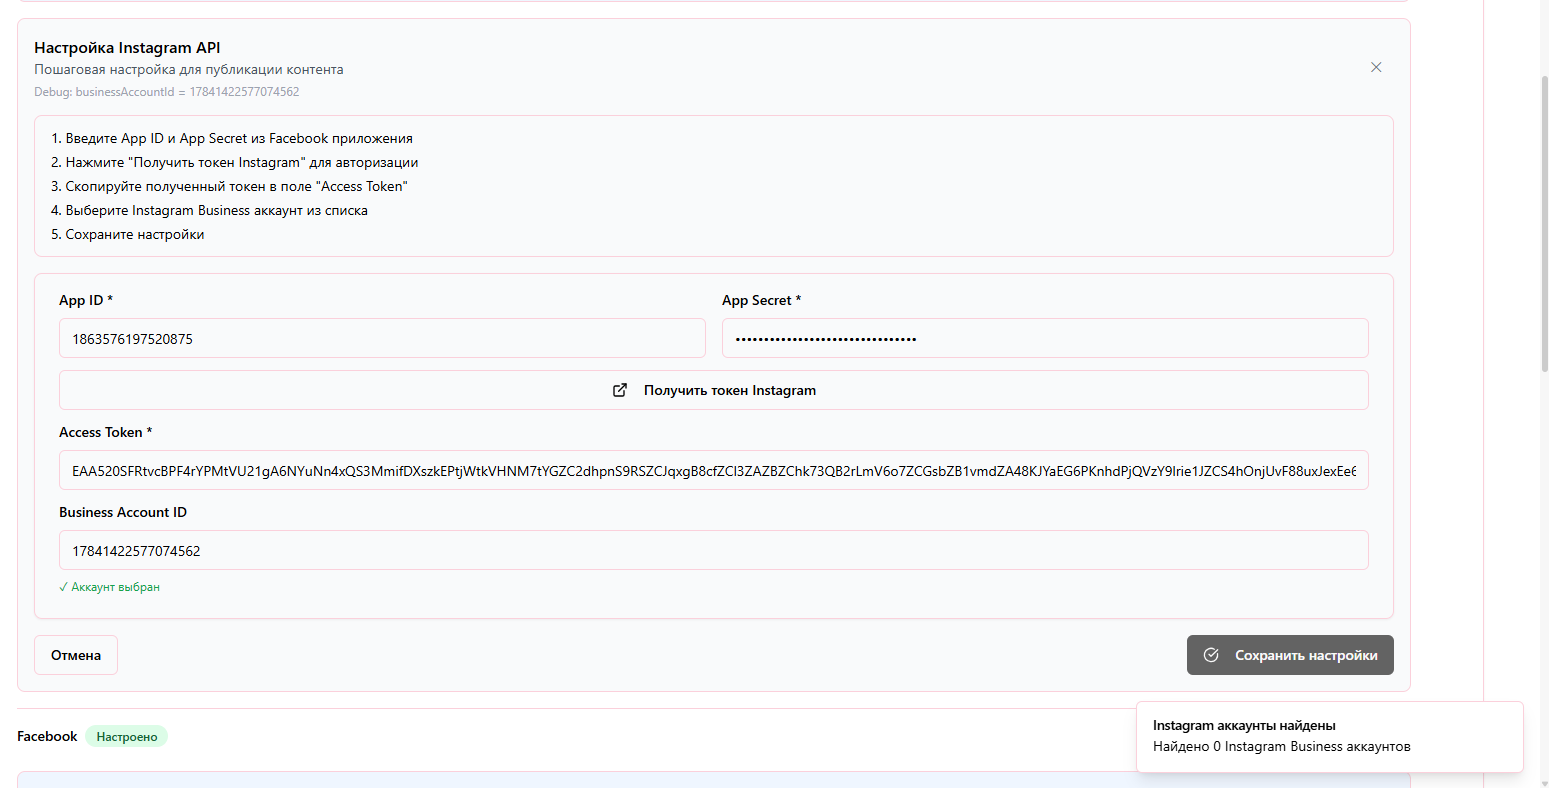 Настройка Instagram API
Пошаговая настройка для публикации контента
Debug: businessAccountId = 17841422577074562
1. Введите App ID и App Secret из Facebook приложения
2. Нажмите "Получить токен Instagram" для авторизации
3. Скопируйте полученный токен в поле "Access Token"
4. Выберите Instagram Business аккаунт из списка
5. Сохраните настройки
App ID *
App Secret *
1863576197520875
••••••••••••••••••••••••••••••••
Получить токен Instagram
Access Token *
EAA520SFRtvcBPF4rYPMtVU21gA6NYuNn4xQS3MmifDXszkEPtjWtkVHNM7tYGZC2dhpnS9RSZCJqxgB8cfZCI3ZAZBZChk73QB2rLmV6o7ZCGsbZB1vmdZA48KJYaEG6PKnhdPjQVzY9Irie1JZCS4hOnjUvF88uxJexEe6
Business Account ID
17841422577074562
✓ Аккаунт выбран
Отмена
Сохранить настройки
Facebook
Настроено
Instagram аккаунты найдены
Найдено 0 Instagram Business аккаунтов